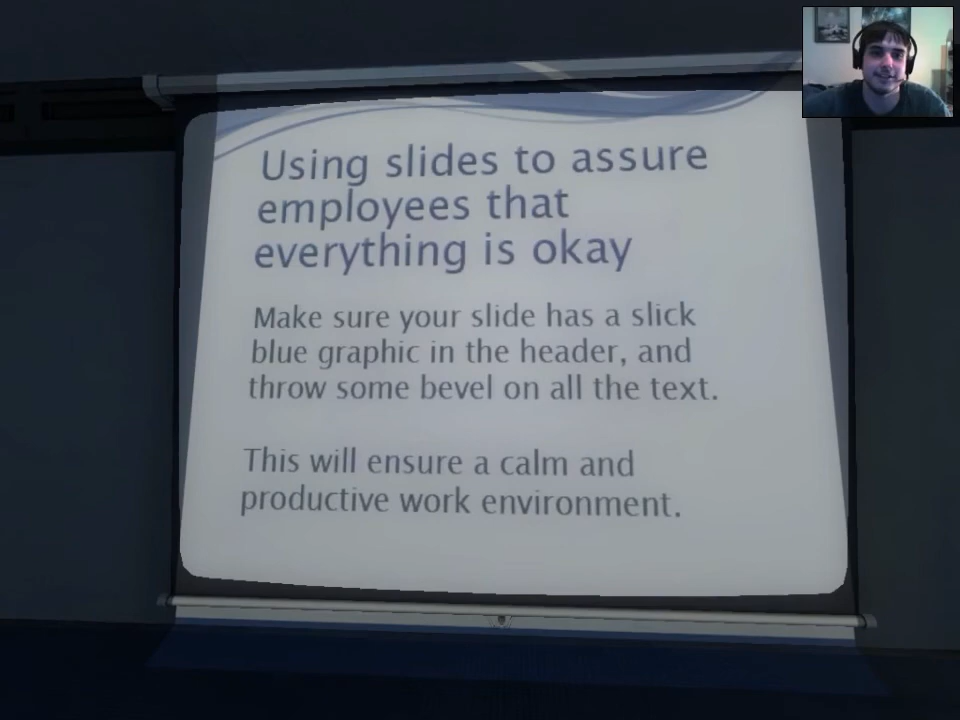 Using slides to assure
employees that
everything is okay
Make sure your slide has a slick
blue graphic in the header, and
throw some bevel on all the text.
This will ensure a calm and
productive work environment.